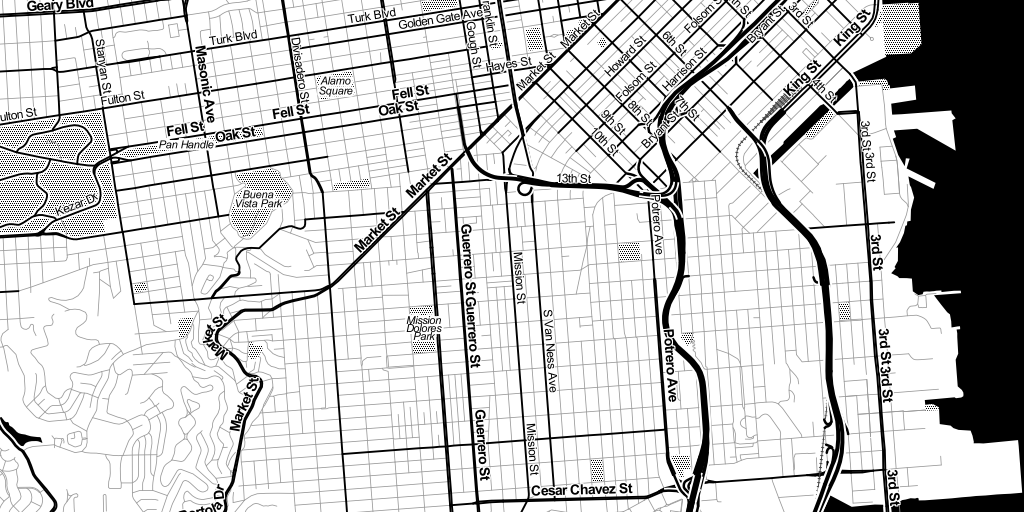 Geary Blvd
Turk Blvd
Golden Gate Ave
Franklin St
Gough St
Market St
Folsom St
Bryant St
3rd St
King St
Stanyan St
Masonic Ave
Turk Blvd
Divisadero St
Hayes St
Market St
Howard St
6th St
Harrison St
Folsom St
King St
4th St
Alamo
Square
Fulton St
Fulton St
Fell St
Oak St
Fell St
Fell St
Oak St
Pan Handle
7th St
8th St
9th St
10th St
Bryant St
3rd St
3rd St
Kezar Dr
Buena
Vista Park
Market St
Market St
13th St
Potrero Ave
3rd St
Guerrero St
Guerrero St
Mission St
S Van Ness Ave
Mission
Dolores
Park
Market St
Market
Potrero Ave
3rd St
3rd St
Market St
Guerrero St
Mission St
Cesar Chavez St
3rd St
Portola Dr